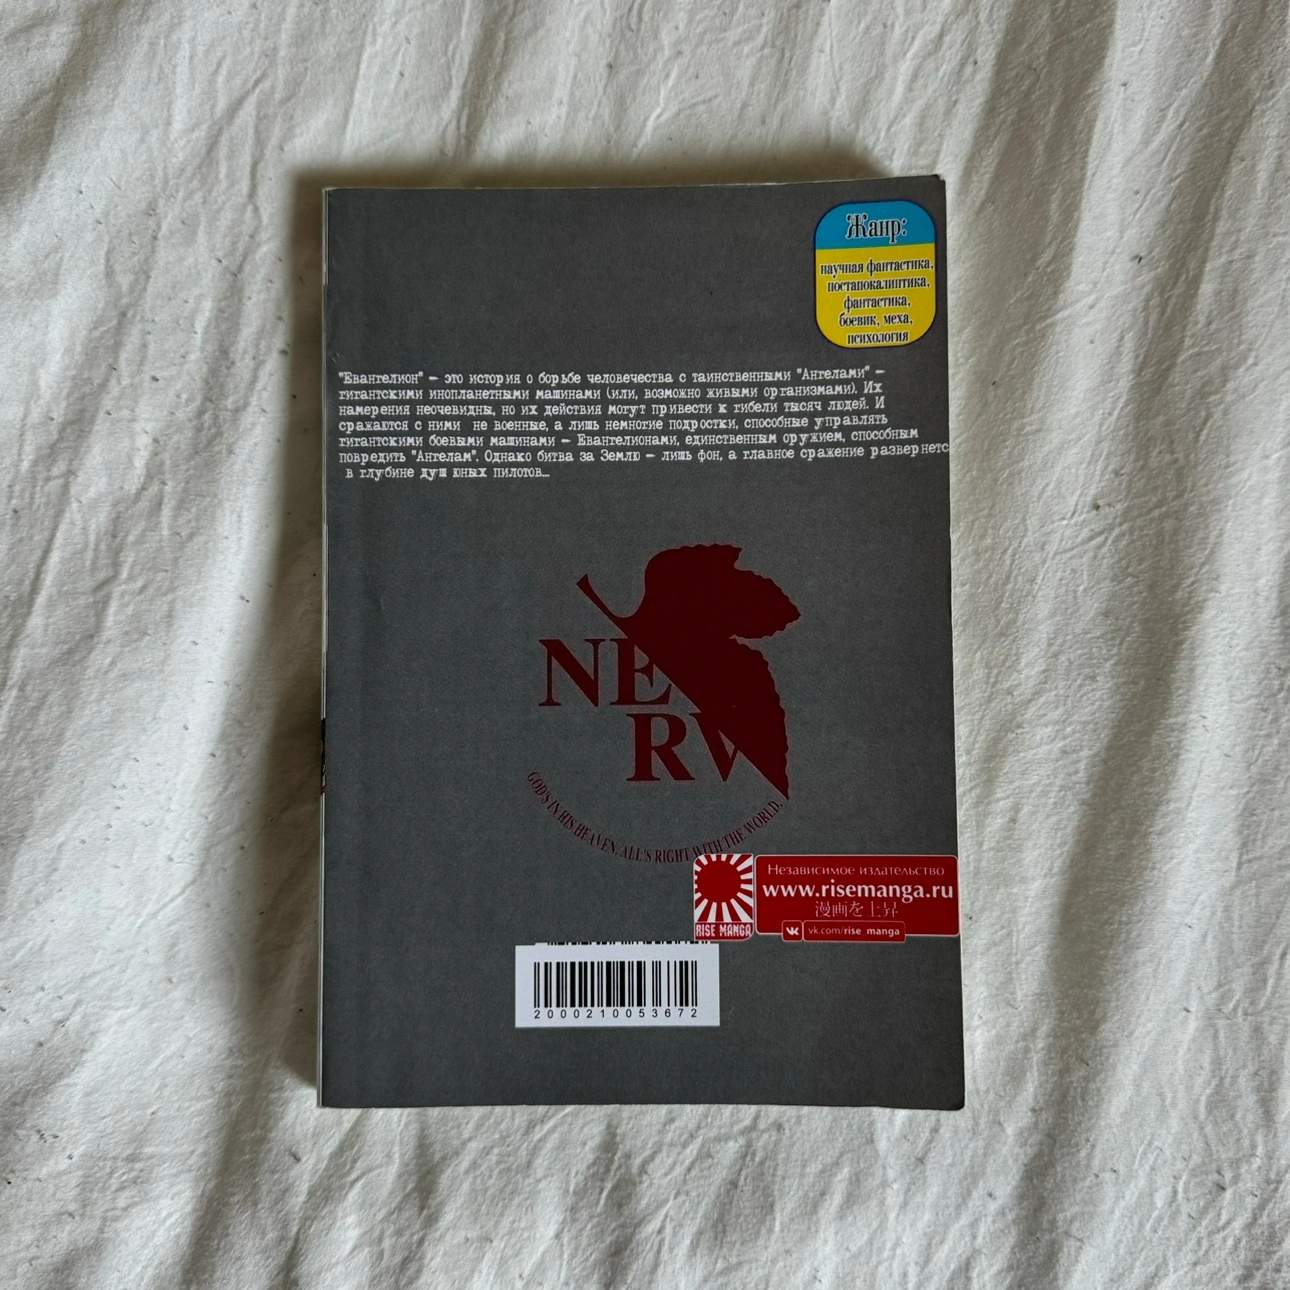 Жанр:
научная фантастика,
постапокалиптика,
фантастика,
боевик, меха,
психология
"Евангелион" – это история о борьбе человечества с таинственными "Ангелами" –
гигантскими инопланетными машинами (или, возможно живыми организмами). Их
намерения неочевидны, но их действия могут привести к гибели тысяч людей. И
сражаются с ними не военные, а лишь немногие подростки, способные управлять
гигантскими боевыми машинами – Евангелионами, единственным оружием, способным
повредить "Ангелам". Однако битва за Землю – лишь фон, а главное сражение развернетс
в глубине душ юных пилотов...
NE
RV
GOD'S IN HIS HEAVEN. ALL'S RIGHT WITH THE WORLD.
Независимое издательство
www.risemanga.ru
漫画を上昇
RISE MANGA
vk.com/rise_manga
2000210053672